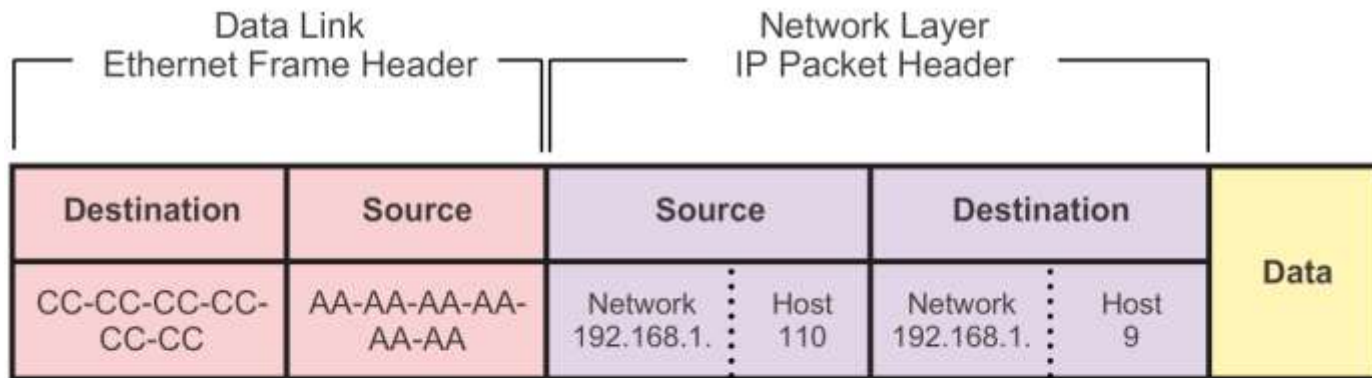 Data Link
Ethernet Frame Header
Network Layer
IP Packet Header
Destination
Source
Source
Destination
Data
CC-CC-CC-CC-
CC-CC
AA-AA-AA-AA-
AA-AA
Network
192.168.1.
Host
110
Network
192.168.1.
Host
9